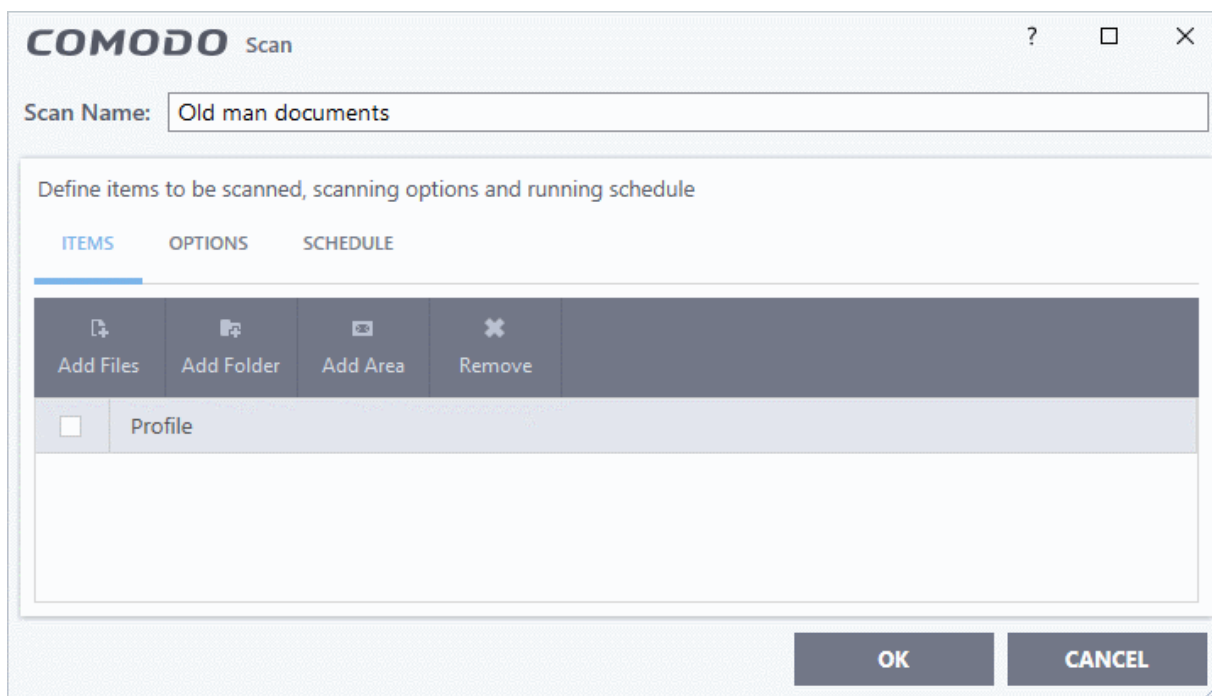 COMODO Scan ?
Scan Name: Old man documents
Define items to be scanned, scanning options and running schedule
ITEMS OPTIONS SCHEDULE
Add Files Add Folder Add Area Remove
Profile
OK CANCEL